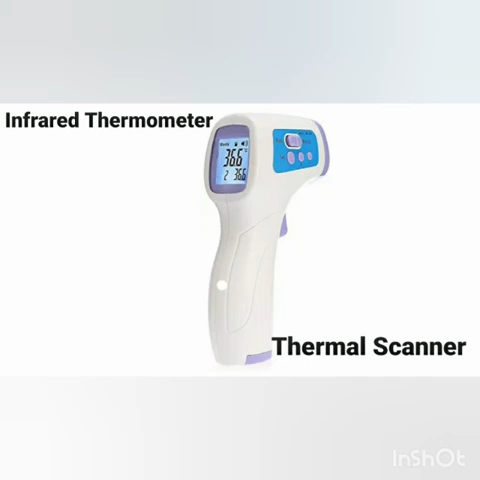 Infrared Thermometer
36.6
°C
2 36.6
Thermal Scanner
InShOt